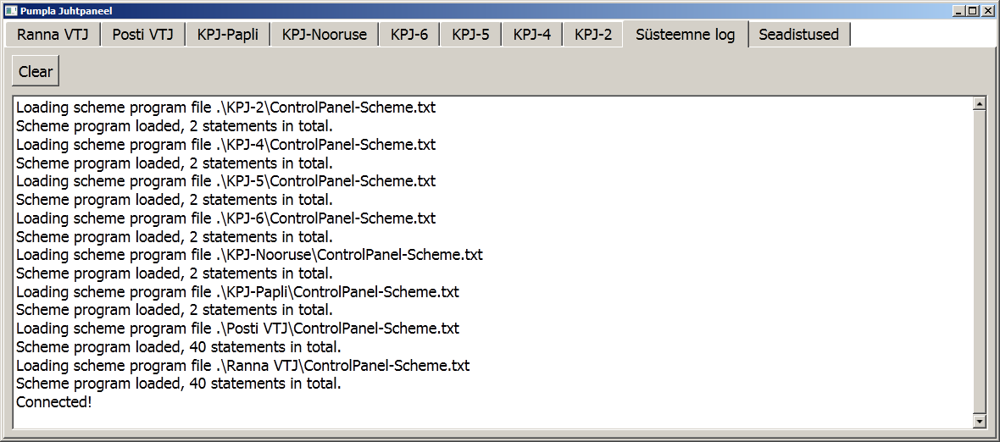 Pumpla Juhtpaneel
Ranna VTJ Posti VTJ KPJ-Papli KPJ-Nooruse KPJ-6 KPJ-5 KPJ-4 KPJ-2 Süsteemne log Seadistused
Clear
Loading scheme program file .\KPJ-2\ControlPanel-Scheme.txt
Scheme program loaded, 2 statements in total.
Loading scheme program file .\KPJ-4\ControlPanel-Scheme.txt
Scheme program loaded, 2 statements in total.
Loading scheme program file .\KPJ-5\ControlPanel-Scheme.txt
Scheme program loaded, 2 statements in total.
Loading scheme program file .\KPJ-6\ControlPanel-Scheme.txt
Scheme program loaded, 2 statements in total.
Loading scheme program file .\KPJ-Nooruse\ControlPanel-Scheme.txt
Scheme program loaded, 2 statements in total.
Loading scheme program file .\KPJ-Papli\ControlPanel-Scheme.txt
Scheme program loaded, 2 statements in total.
Loading scheme program file .\Posti VTJ\ControlPanel-Scheme.txt
Scheme program loaded, 40 statements in total.
Loading scheme program file .\Ranna VTJ\ControlPanel-Scheme.txt
Scheme program loaded, 40 statements in total.
Connected!